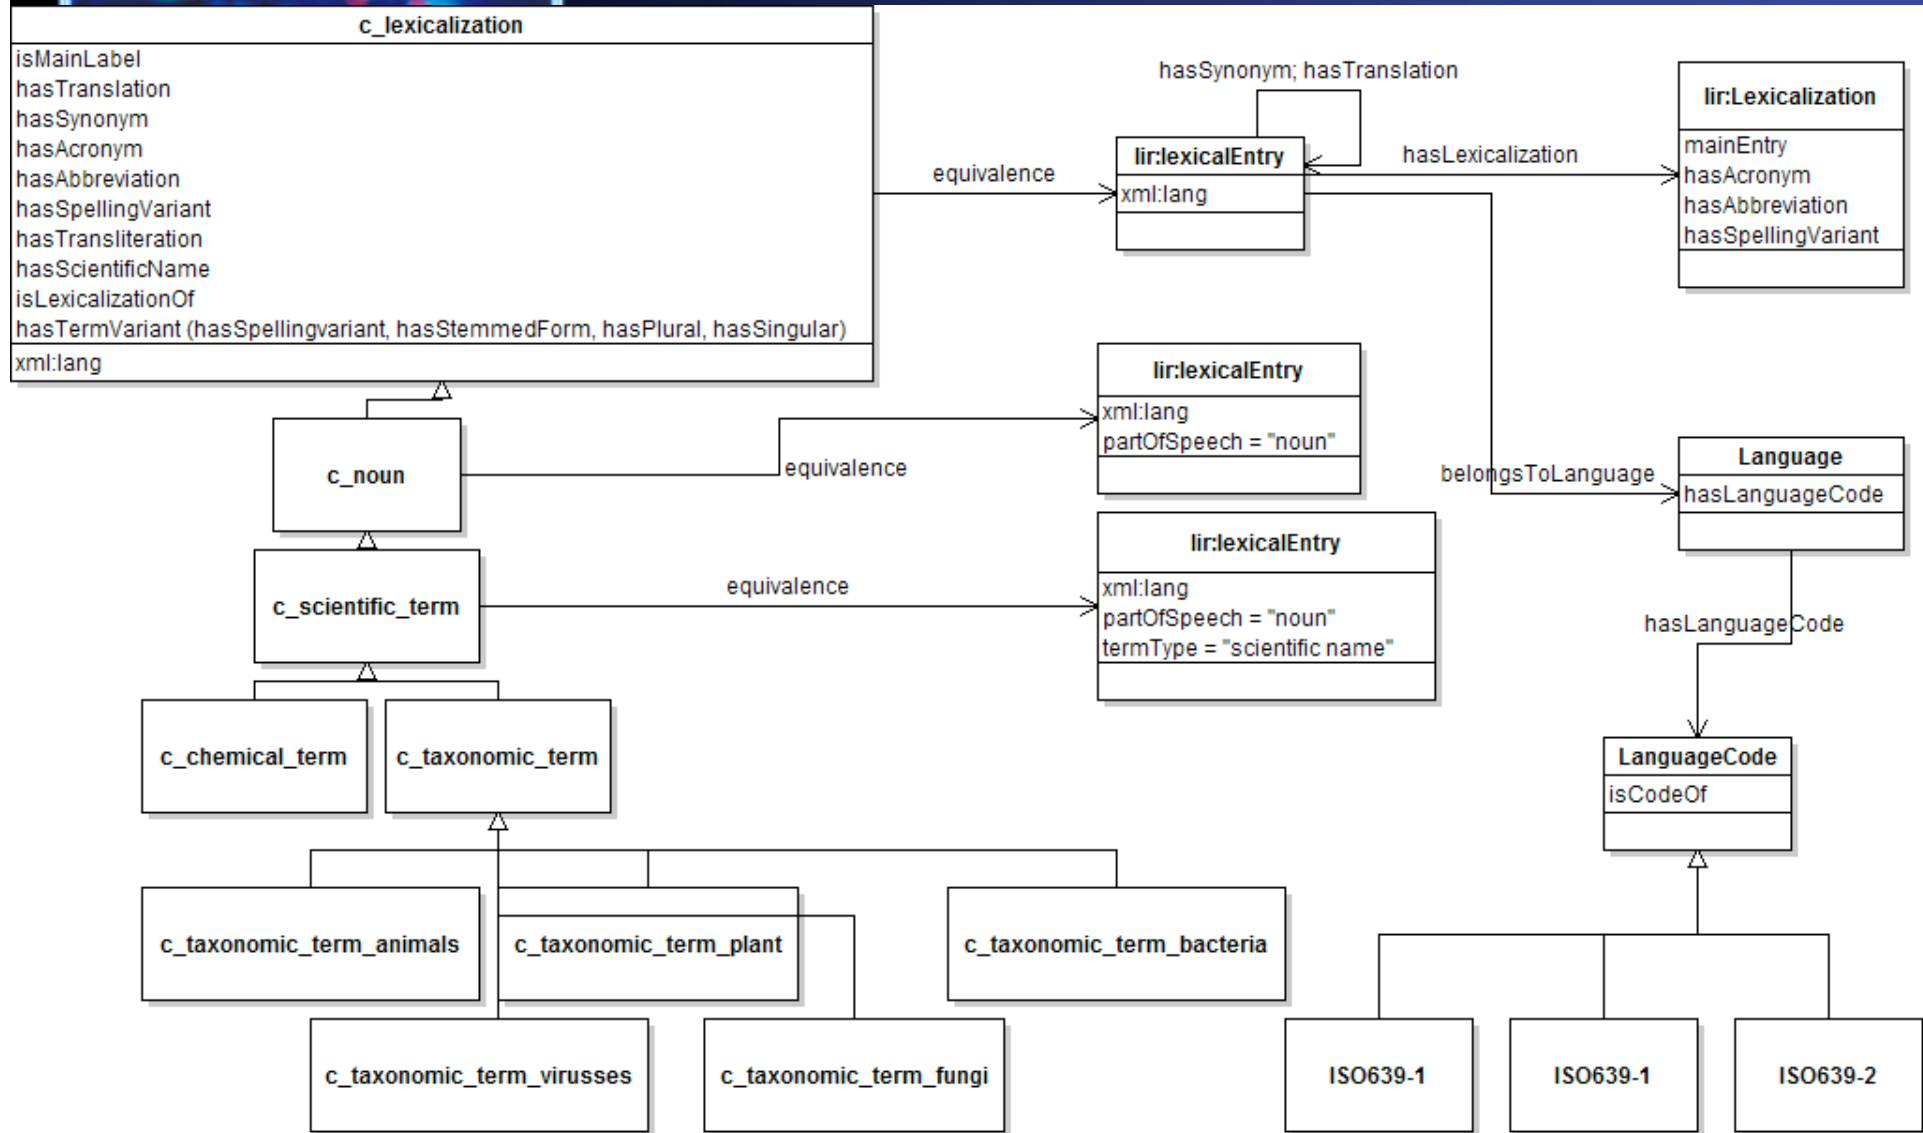 c_lexicalization
isMainLabel
hasTranslation
hasSynonym
hasAcronym
hasAbbreviation
hasSpellingVariant
hasTransliteration
hasScientificName
isLexicalizationOf
hasTermVariant (hasSpellingvariant, hasStemmedForm, hasPlural, hasSingular)
xml:lang
equivalence
hasSynonym; hasTranslation
lir:lexicalEntry
xml:lang
hasLexicalization
lir:Lexicalization
mainEntry
hasAcronym
hasAbbreviation
hasSpellingVariant
c_noun
equivalence
lir:lexicalEntry
xml:lang
partOfSpeech = "noun"
belongsToLanguage
Language
hasLanguageCode
c_scientific_term
equivalence
lir:lexicalEntry
xml:lang
partOfSpeech = "noun"
termType = "scientific name"
hasLanguageCode
c_chemical_term
c_taxonomic_term
LanguageCode
isCodeOf
c_taxonomic_term_animals
c_taxonomic_term_plant
c_taxonomic_term_bacteria
c_taxonomic_term_virusses
c_taxonomic_term_fungi
ISO639-1
ISO639-1
ISO639-2